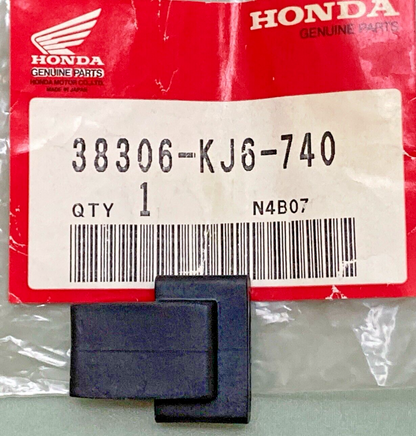 HONDA
GENUINE PARTS
HONDA MOTOR CO.,LTD.
MADE IN JAPAN
HONDA
GENUINE PARTS
38306-KJ6-740
QTY 1 N4B07